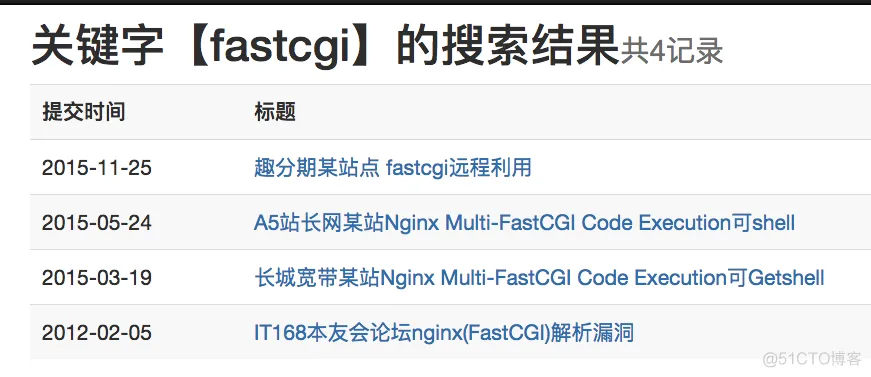 关键字【fastcgi】的搜索结果共4记录
提交时间 标题
2015-11-25 趣分期某站点 fastcgi远程利用
2015-05-24 A5站长网某站Nginx Multi-FastCGI Code Execution可shell
2015-03-19 长城宽带某站Nginx Multi-FastCGI Code Execution可Getshell
2012-02-05 IT168本友会论坛nginx(FastCGI)解析漏洞
@51CTO博客